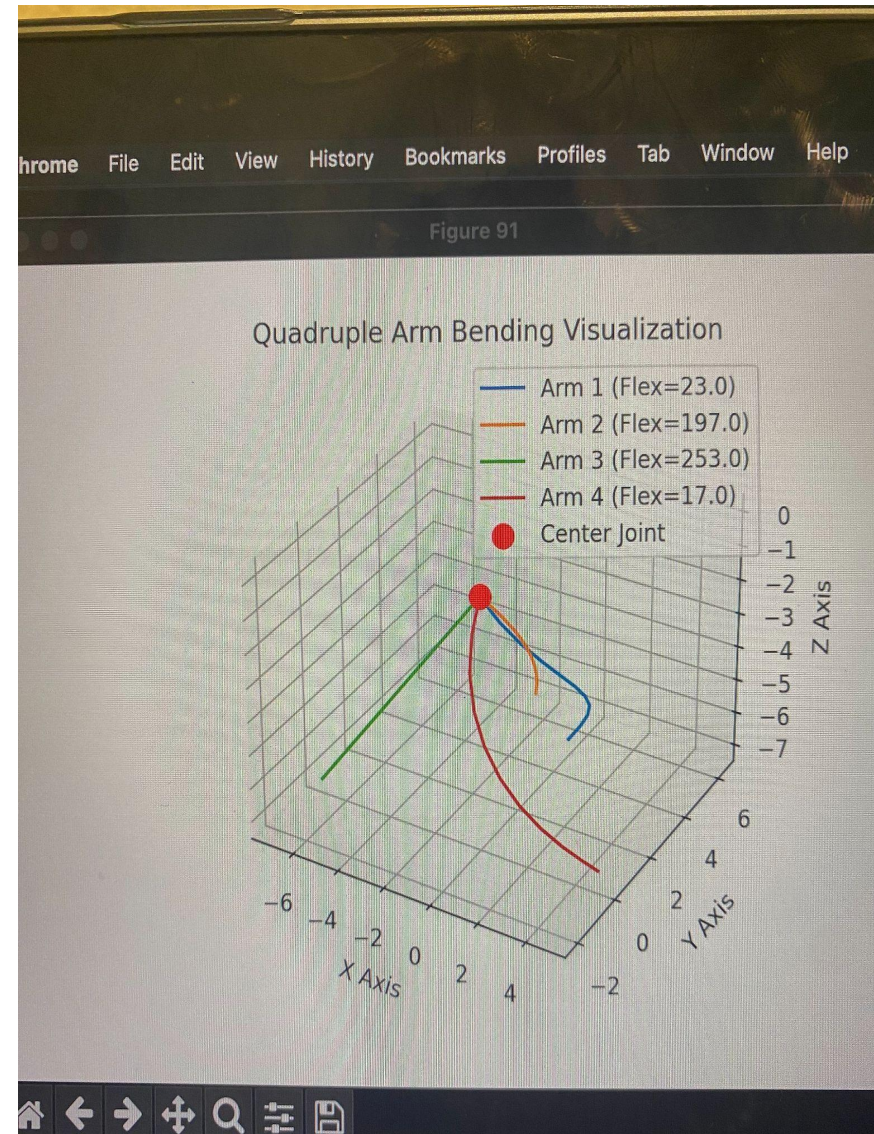 hrome File Edit View History Bookmarks Profiles Tab Window Help
Figure 91
Quadruple Arm Bending Visualization
Arm 1 (Flex=23.0)
Arm 2 (Flex=197.0)
Arm 3 (Flex=253.0)
Arm 4 (Flex=17.0)
Center Joint
0
−1
−2
−3
−4
−5
−6
−7
Z Axis
−6
−4
−2
0
2
4
X Axis
−2
0
2
4
6
Y Axis